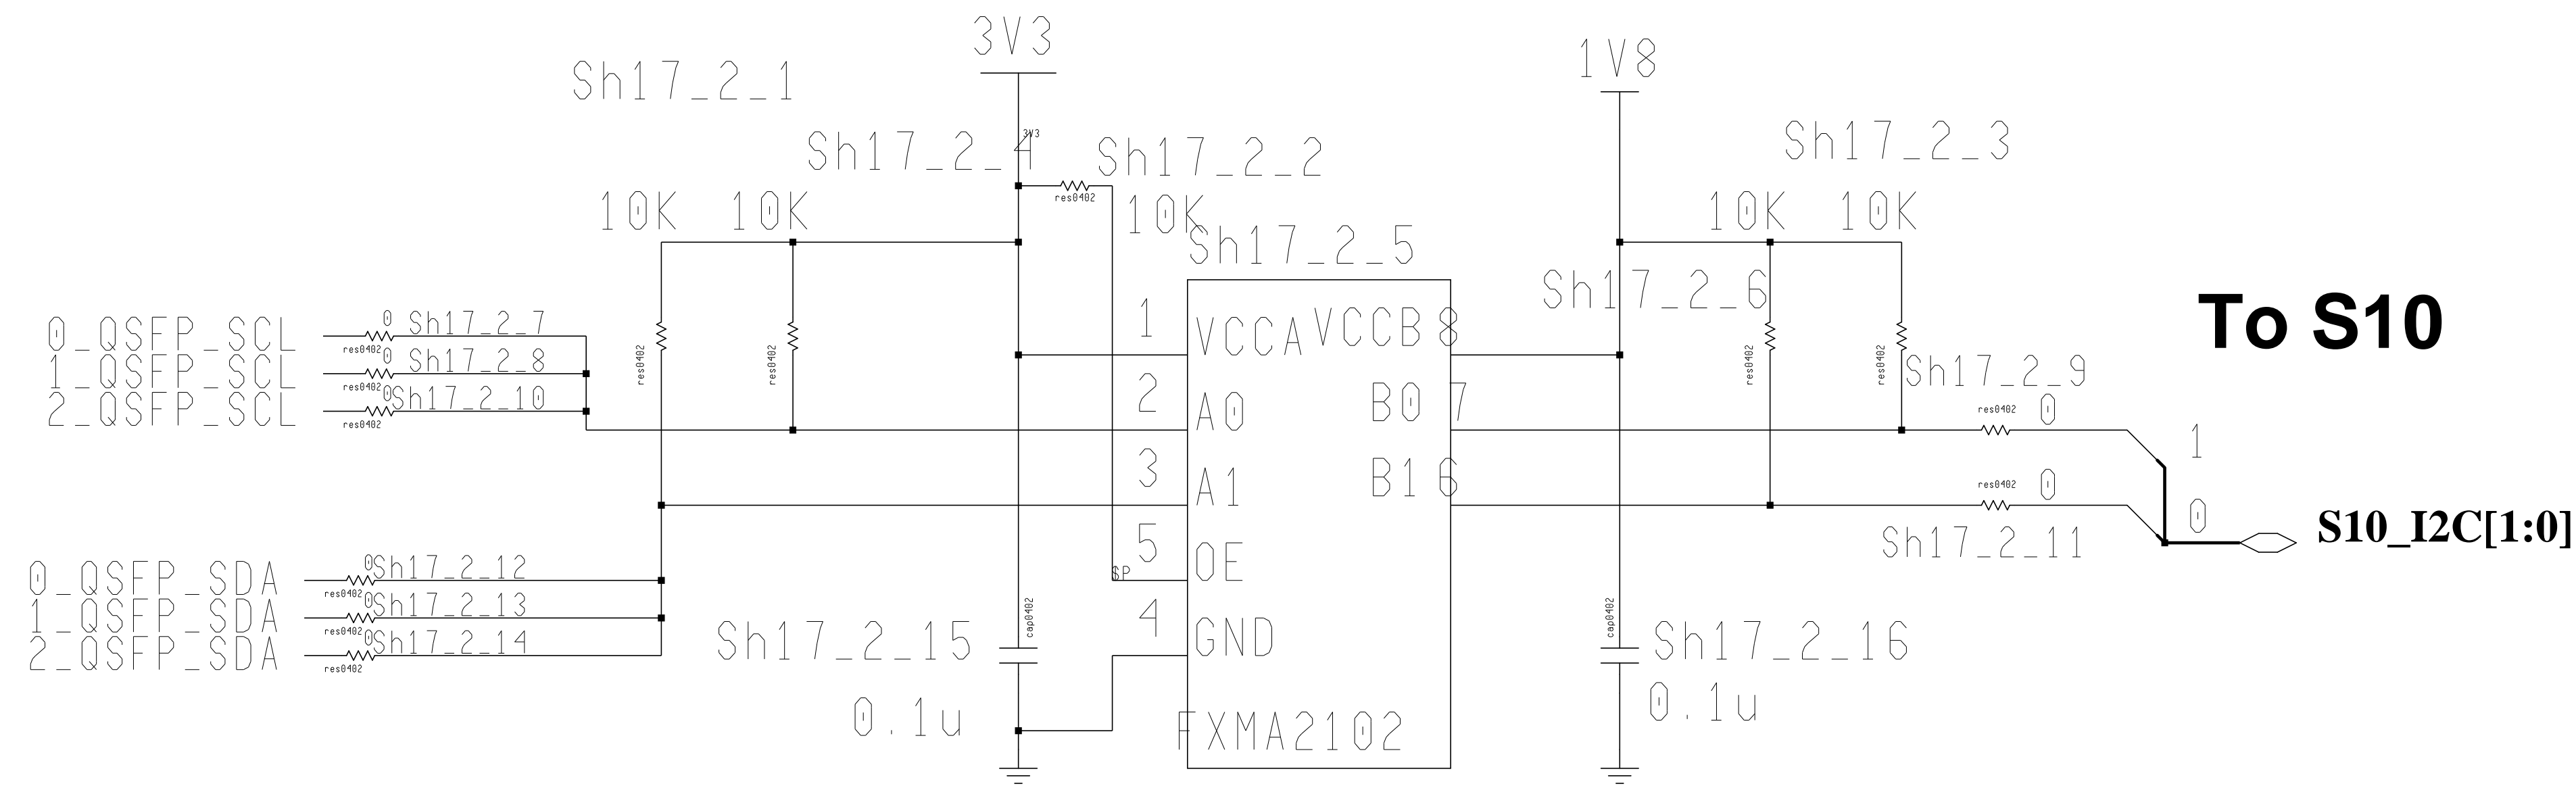 3V3
1V8
Sh17_2_1
Sh17_2_4
3V3
Sh17_2_2
Sh17_2_3
res0402
10K 10K
10K
10K 10K
Sh17_2_5
Sh17_2_6
To S10
0_QSFP_SCL
0 Sh17_2_7
res0402
1_QSFP_SCL
0 Sh17_2_8
res0402
2_QSFP_SCL
0 Sh17_2_10
res0402
res0402
res0402
1 VCCA
VCCB 8
2 A0
B0 7
3 A1
B1 6
5 OE
$P
4 GND
FXMA2102
res0402
res0402
Sh17_2_9
res0402 0
1
res0402 0
0
Sh17_2_11
S10_I2C[1:0]
0_QSFP_SDA
0 Sh17_2_12
res0402
1_QSFP_SDA
0 Sh17_2_13
res0402
2_QSFP_SDA
0 Sh17_2_14
res0402
cap0402
Sh17_2_15
0.1u
cap0402
Sh17_2_16
0.1u